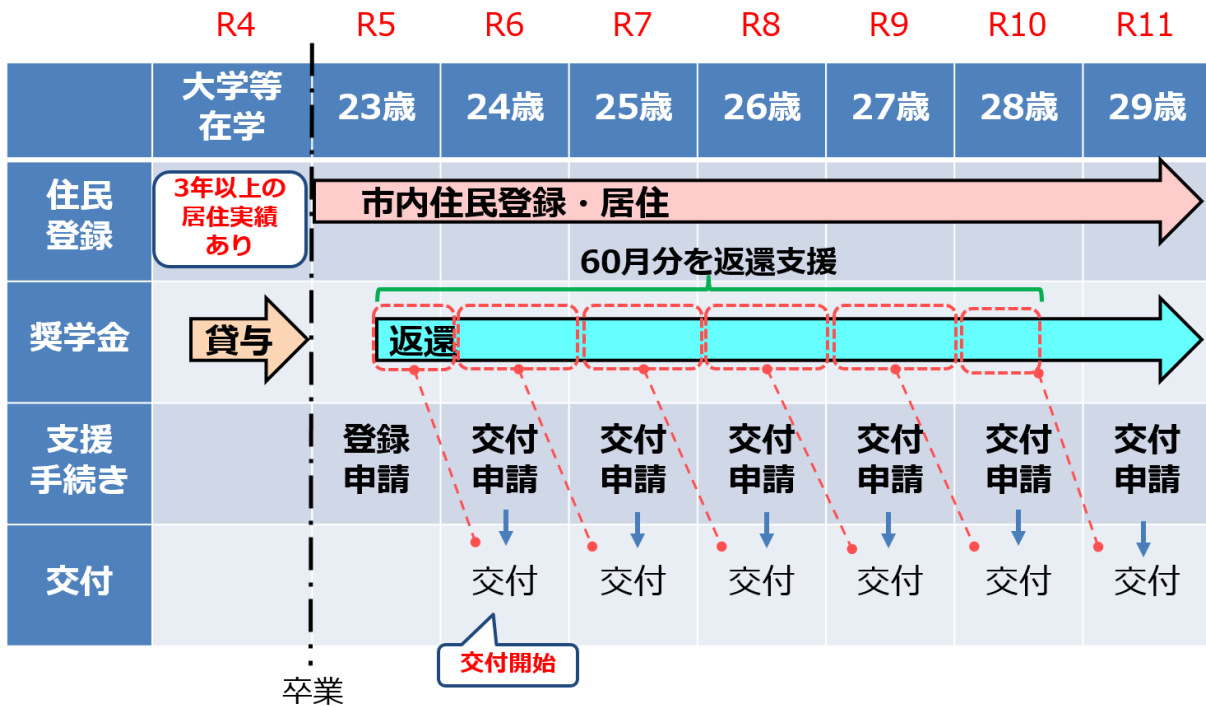 R4 R5 R6 R7 R8 R9 R10 R11
大学等
在学
23歳 24歳 25歳 26歳 27歳 28歳 29歳
住民
登録
3年以上の
居住実績
あり
市内住民登録・居住
60月分を返還支援
奨学金
貸与
返還
支援
手続き
登録
申請
交付
申請
交付
申請
交付
申請
交付
申請
交付
申請
交付
申請
交付
交付 交付 交付 交付 交付 交付
交付開始
卒業